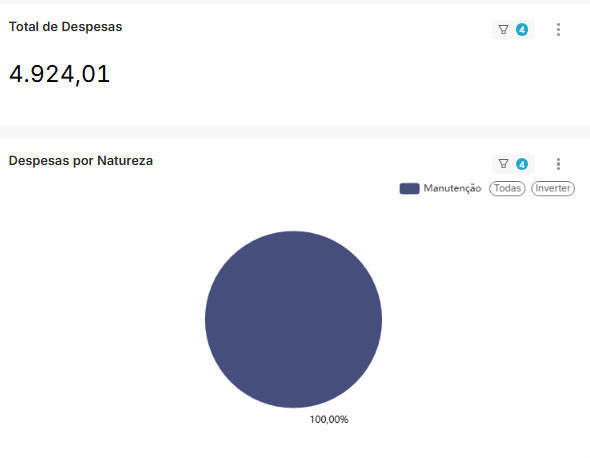 Total de Despesas
4
4.924,01
Despesas por Natureza
4
Manutenção Todas Inverter
100,00%